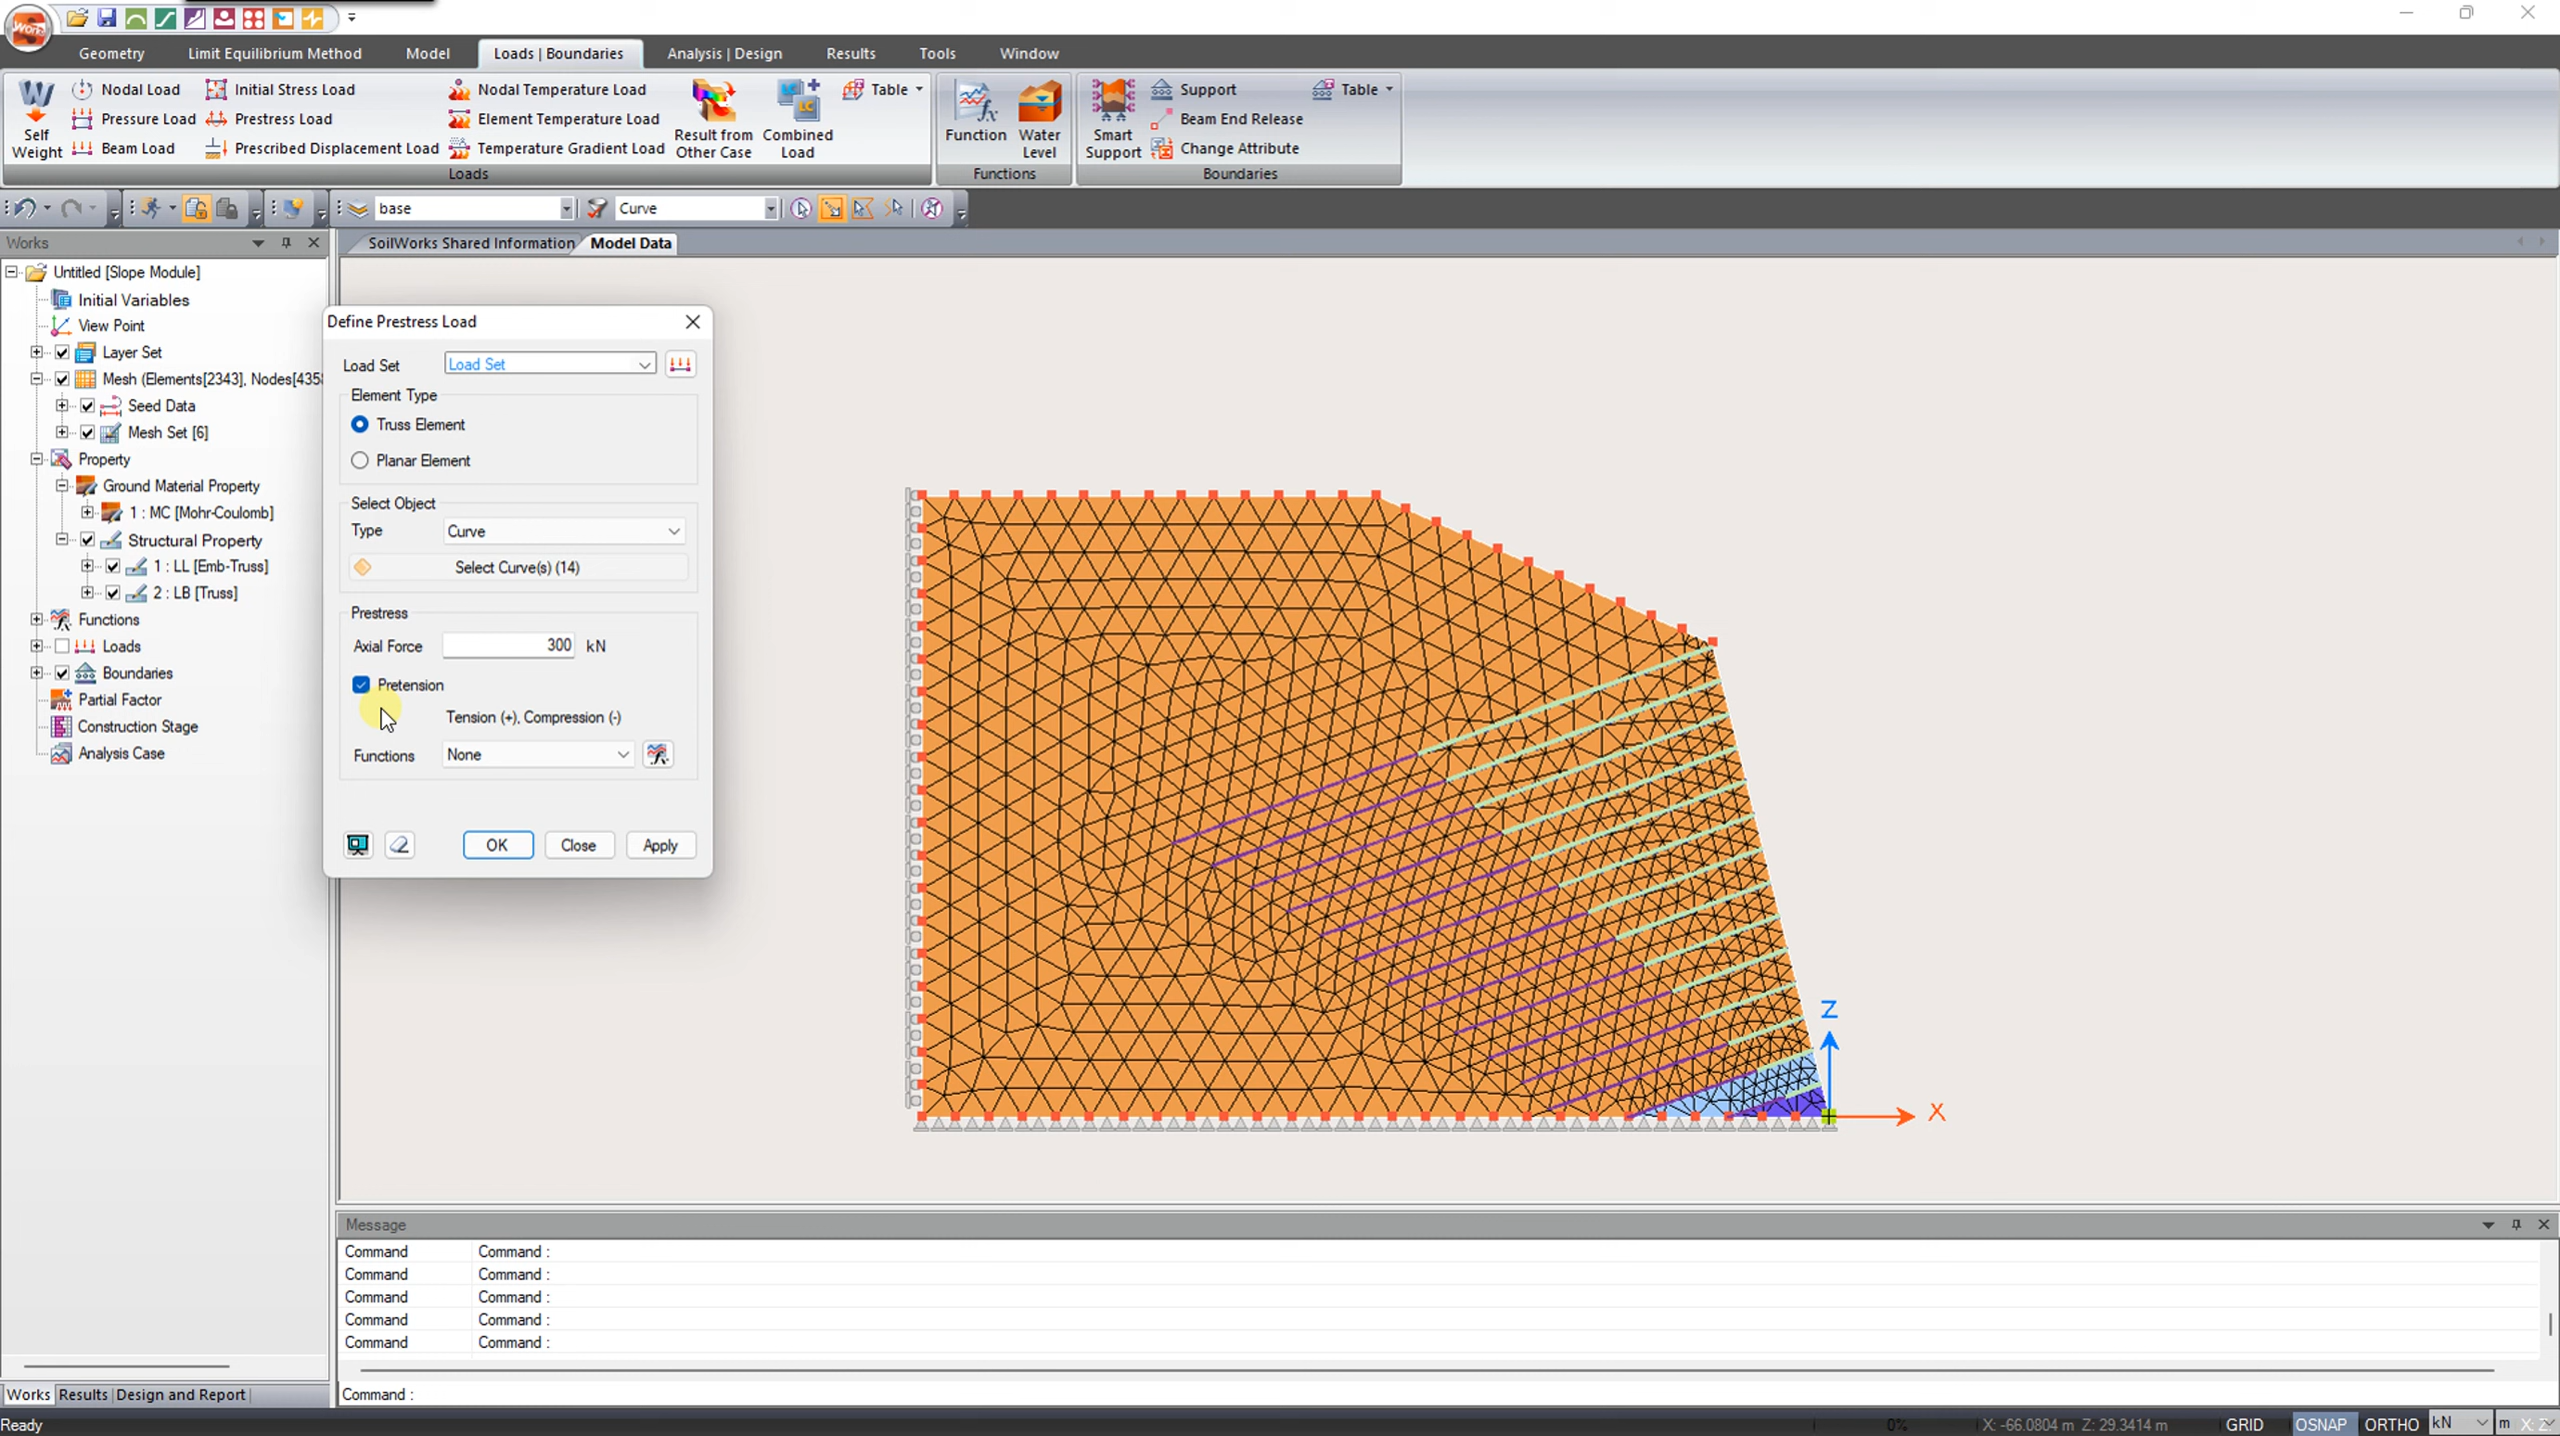 Geometry Limit Equilibrium Method Model Loads | Boundaries Analysis | Design Results Tools Window
Self Weight
Nodal Load
Pressure Load
Beam Load
Initial Stress Load
Prestress Load
Prescribed Displacement Load
Nodal Temperature Load
Element Temperature Load
Temperature Gradient Load
Result from Other Case
Combined Load
Table
Loads
Function
Water Level
Functions
Smart Support
Support
Beam End Release
Change Attribute
Table
Boundaries
base
Curve
Works
SoilWorks Shared Information
Model Data
Untitled [Slope Module]
Initial Variables
View Point
Layer Set
Mesh (Elements[2343], Nodes[435
Seed Data
Mesh Set [6]
Property
Ground Material Property
1 : MC [Mohr-Coulomb]
Structural Property
1 : LL [Emb-Truss]
2 : LB [Truss]
Functions
Loads
Boundaries
Partial Factor
Construction Stage
Analysis Case
Define Prestress Load
Load Set Load Set
Element Type
Truss Element
Planar Element
Select Object
Type Curve
Select Curve(s) (14)
Prestress
Axial Force 300 kN
Pretension
Tension (+), Compression (-)
Functions None
OK Close Apply
Z
X
Message
Command Command :
Command Command :
Command Command :
Command Command :
Command Command :
Command :
Works Results Design and Report
Ready
0% X: -66.0804 m Z: 29.3414 m GRID OSNAP ORTHO kN m